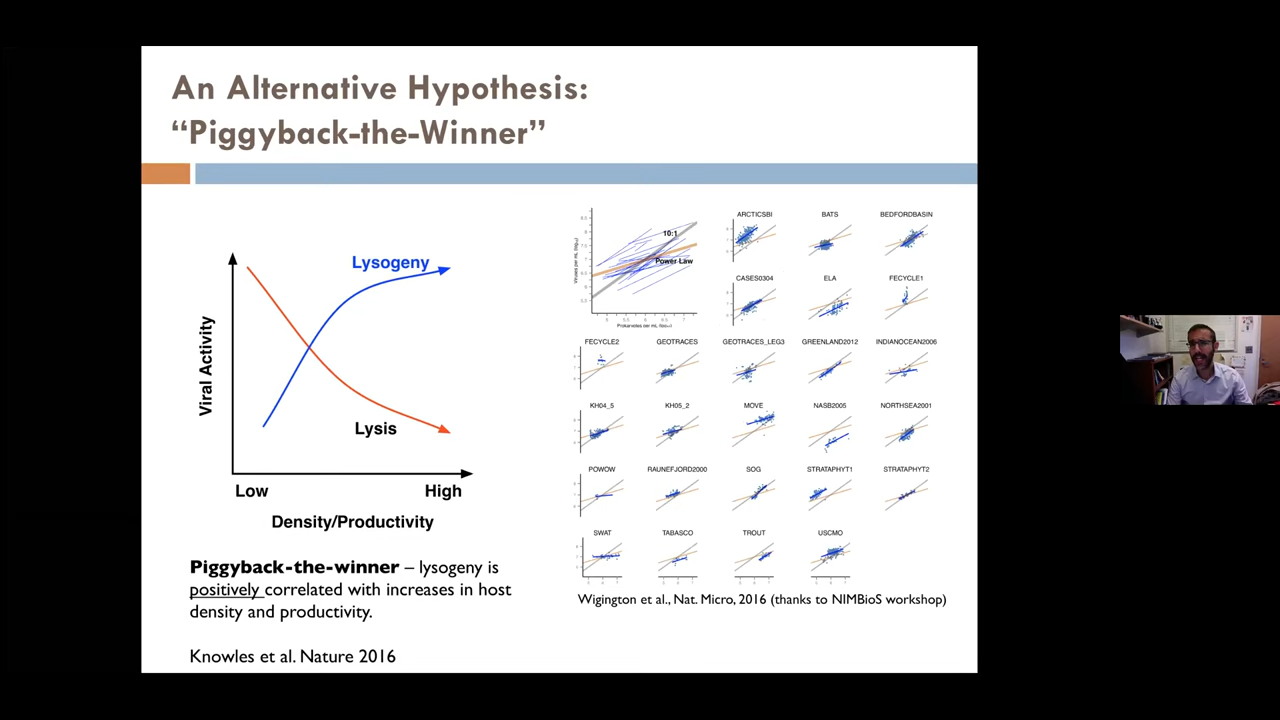 An Alternative Hypothesis:
“Piggyback-the-Winner”
Viral Activity
Lysogeny
Lysis
Low
High
Density/Productivity
Piggyback-the-winner – lysogeny is
positively correlated with increases in host
density and productivity.
Knowles et al. Nature 2016
10:1
Power Law
ARCTICSBI
BATS
BEDFORDBASIN
CASES0304
ELA
FECYCLE1
FECYCLE2
GEOTRACES
GEOTRACES_LEG3
GREENLAND2012
INDIANOCEAN2006
KH04_5
KH05_2
MOVE
NASB2005
NORTHSEA2001
POWOW
RAUNEFJORD2000
SOG
STRATAPHYT1
STRATAPHYT2
SWAT
TABASCO
TROUT
USCMO
Wigington et al., Nat. Micro, 2016 (thanks to NIMBioS workshop)